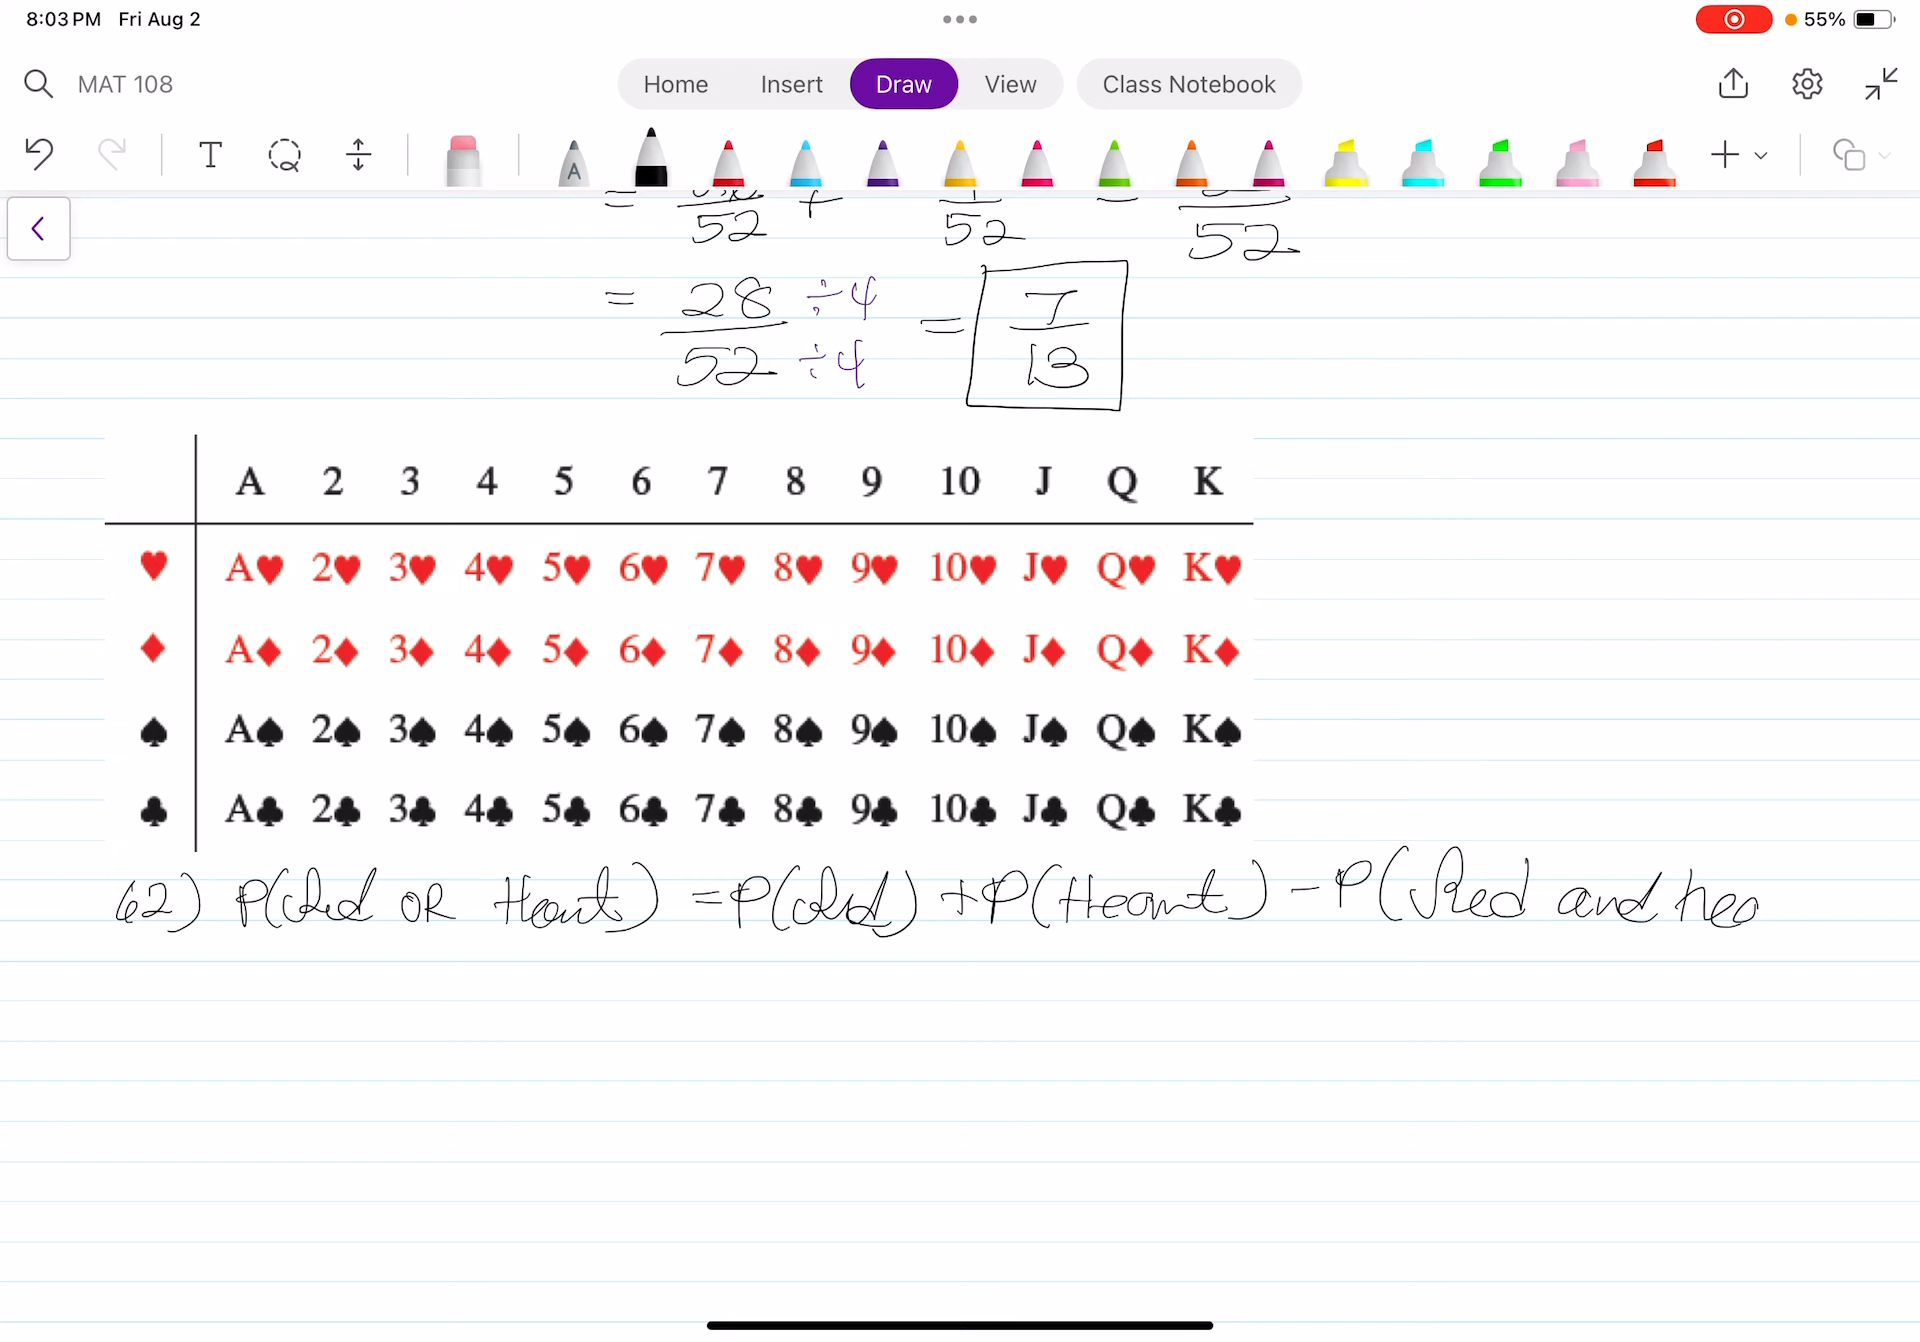 8:03 PM Fri Aug 2 55%
MAT 108 Home Insert Draw View Class Notebook
T A
= 52 + 52 = 52
= 28 ÷4 = 7
52 ÷4 13
A 2 3 4 5 6 7 8 9 10 J Q K
♥ A♥ 2♥ 3♥ 4♥ 5♥ 6♥ 7♥ 8♥ 9♥ 10♥ J♥ Q♥ K♥
♦ A♦ 2♦ 3♦ 4♦ 5♦ 6♦ 7♦ 8♦ 9♦ 10♦ J♦ Q♦ K♦
♠ A♠ 2♠ 3♠ 4♠ 5♠ 6♠ 7♠ 8♠ 9♠ 10♠ J♠ Q♠ K♠
♣ A♣ 2♣ 3♣ 4♣ 5♣ 6♣ 7♣ 8♣ 9♣ 10♣ J♣ Q♣ K♣
62) P(Red OR Heart) = P(Red) + P(Heart) - P(Red and hea